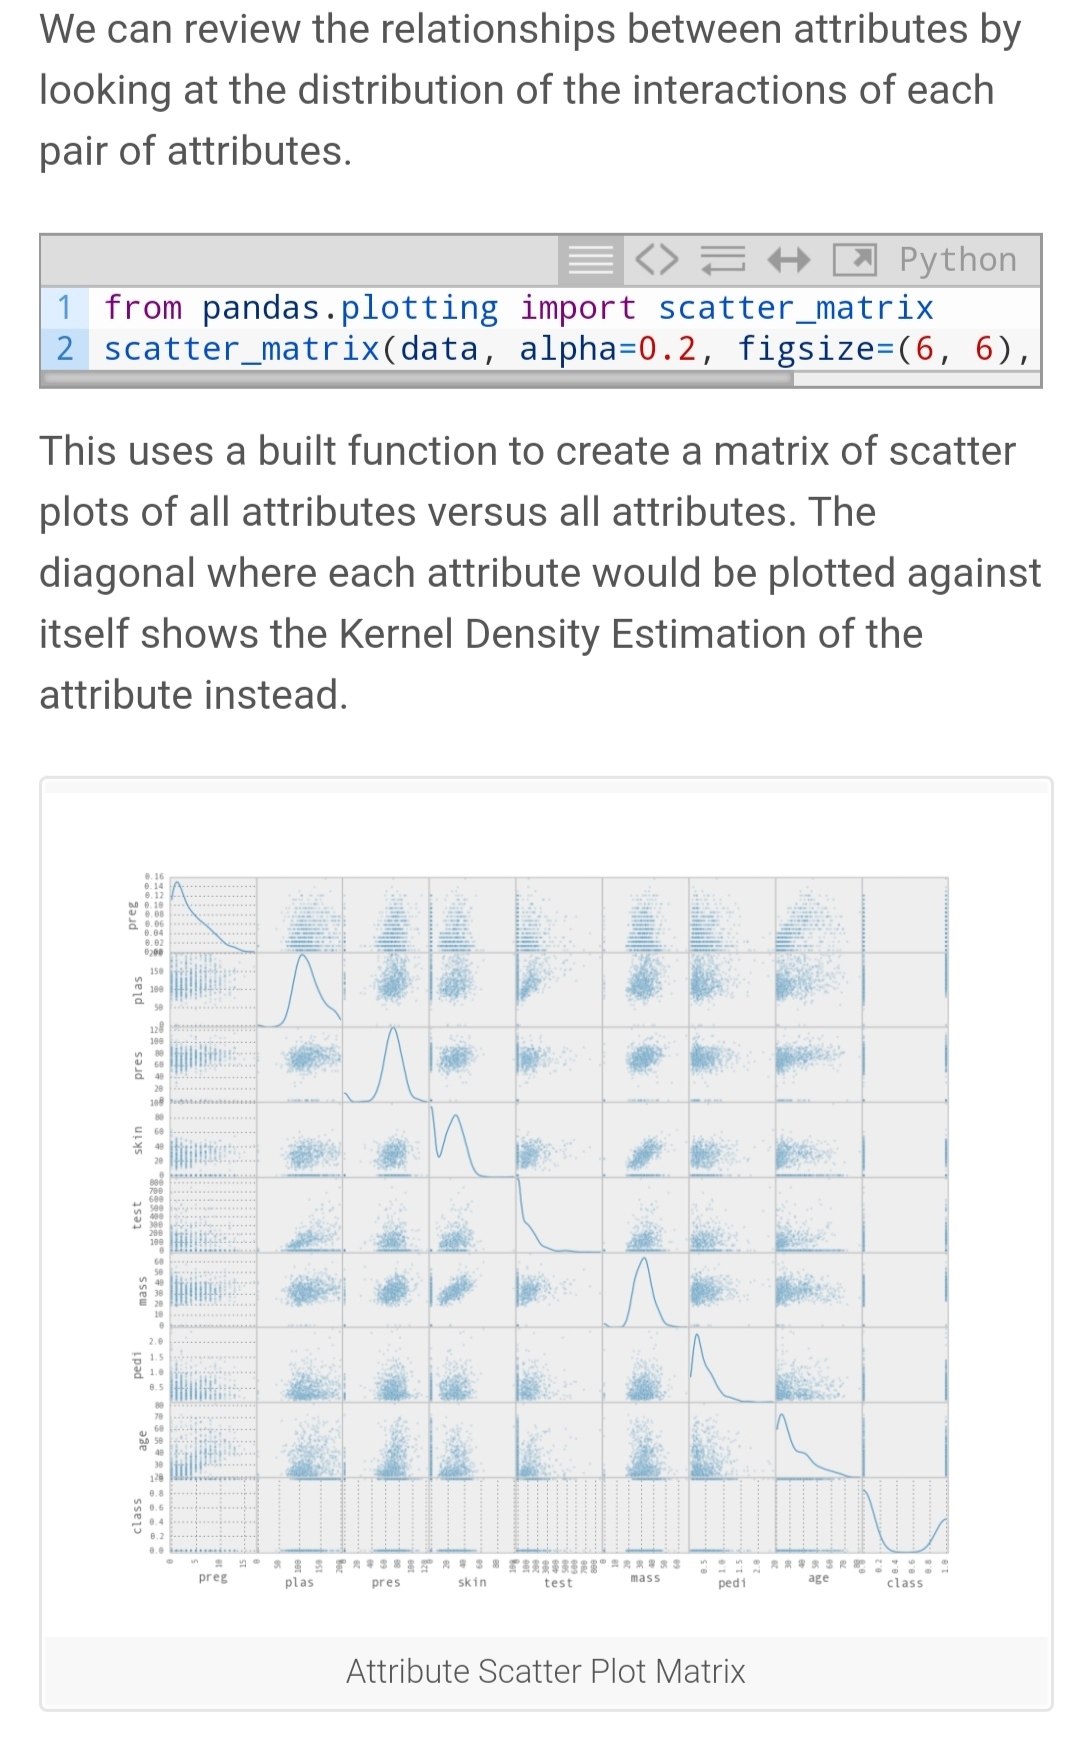 We can review the relationships between attributes by
looking at the distribution of the interactions of each
pair of attributes.
Python
1 from pandas.plotting import scatter_matrix
2 scatter_matrix(data, alpha=0.2, figsize=(6, 6),
This uses a built function to create a matrix of scatter
plots of all attributes versus all attributes. The
diagonal where each attribute would be plotted against
itself shows the Kernel Density Estimation of the
attribute instead.
preg
plas
pres
skin
test
mass
pedi
age
class
preg plas pres skin test mass pedi age class
Attribute Scatter Plot Matrix